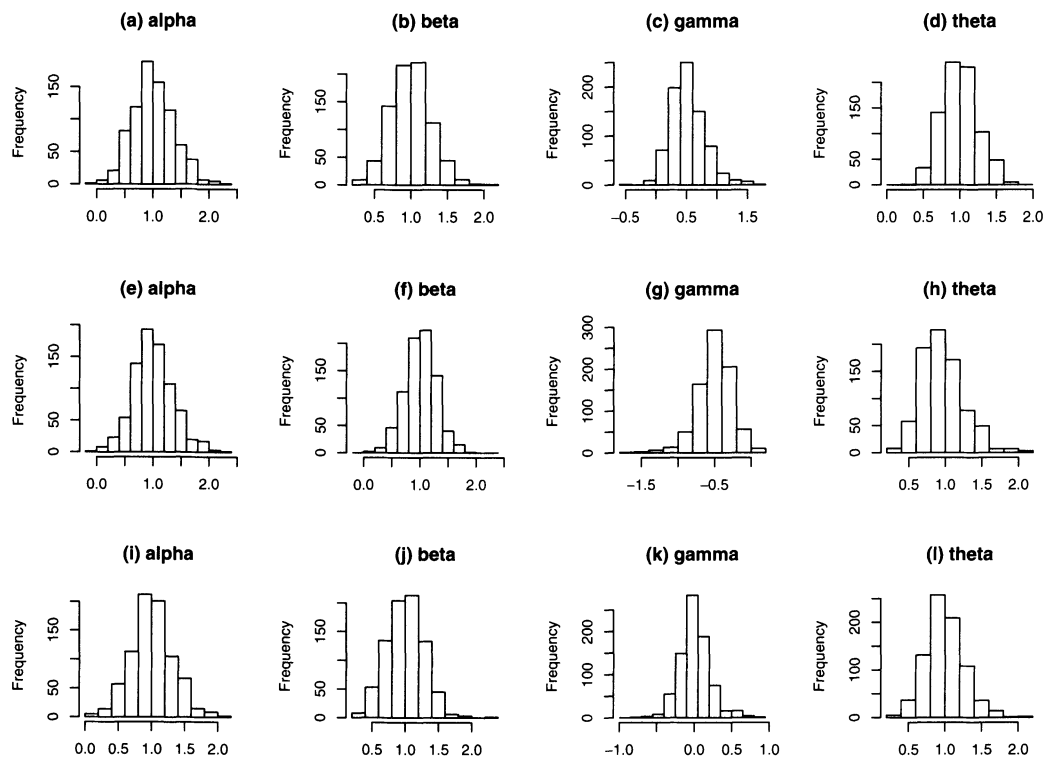 (a) alpha
Frequency
0 50 150
0.0 1.0 2.0
(b) beta
Frequency
0 50 150
0.5 1.0 1.5 2.0
(c) gamma
Frequency
0 100 200
−0.5 0.5 1.5
(d) theta
Frequency
0 50 150
0.0 0.5 1.0 1.5 2.0
(e) alpha
Frequency
0 50 150
0.0 1.0 2.0
(f) beta
Frequency
0 50 150
0.0 1.0 2.0
(g) gamma
Frequency
0 100 200 300
−1.5 −0.5
(h) theta
Frequency
0 50 150
0.5 1.0 1.5 2.0
(i) alpha
Frequency
0 50 150
0.0 0.5 1.0 1.5 2.0
(j) beta
Frequency
0 50 150
0.5 1.0 1.5 2.0
(k) gamma
Frequency
0 100 200
−1.0 0.0 0.5 1.0
(l) theta
Frequency
0 100 200
0.5 1.0 1.5 2.0